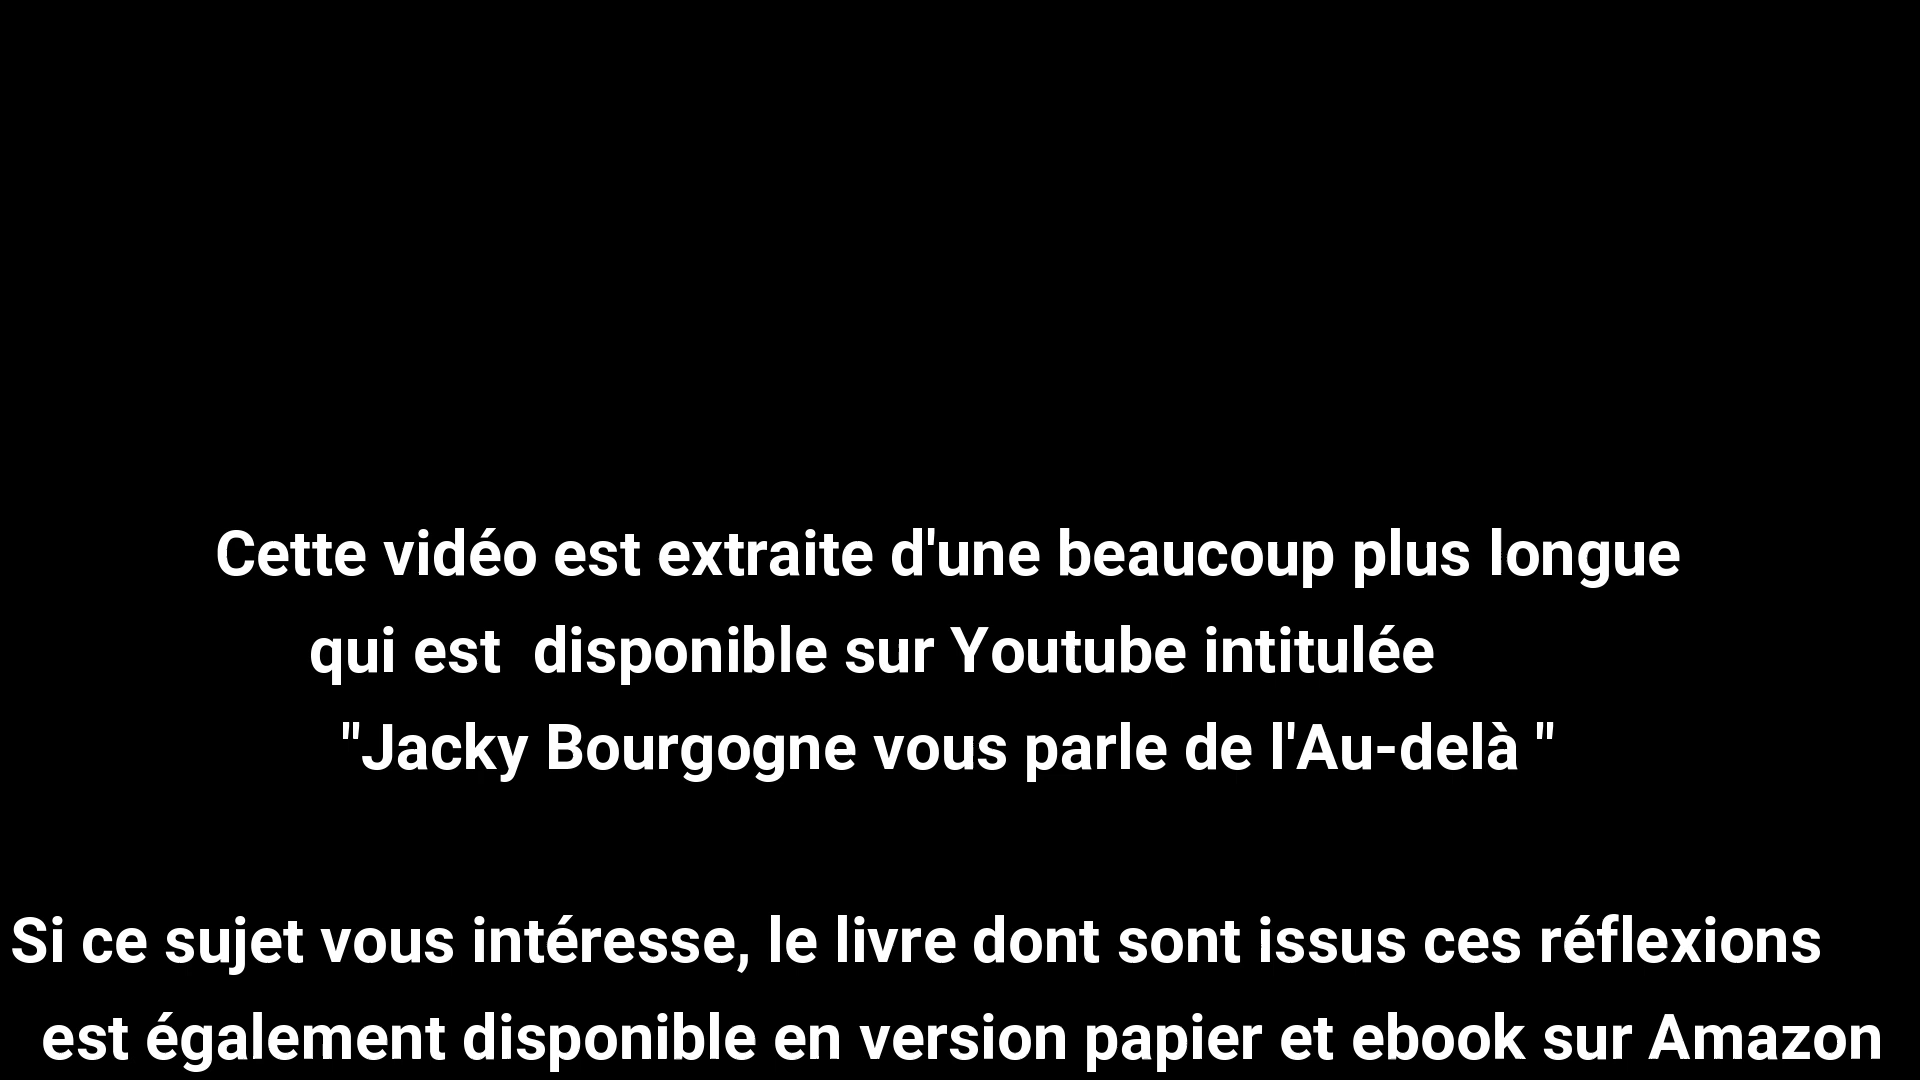 Cette vidéo est extraite d'une beaucoup plus longue
qui est  disponible sur Youtube intitulée
"Jacky Bourgogne vous parle de l'Au-delà "
Si ce sujet vous intéresse, le livre dont sont issus ces réflexions
est également disponible en version papier et ebook sur Amazon